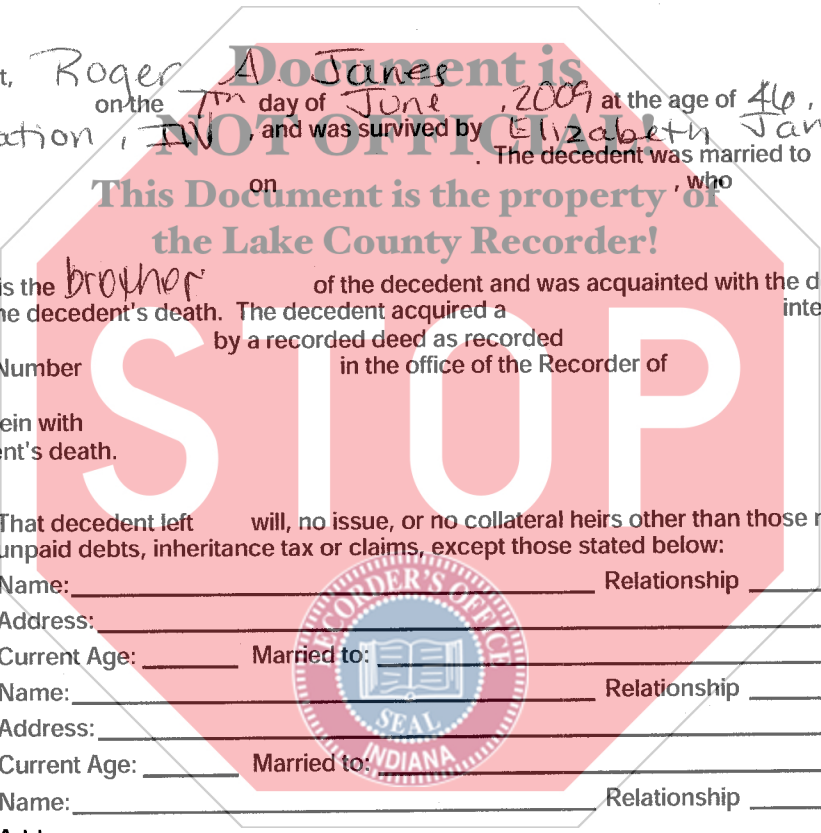 t, Roger A. Janes
on the 7th day of June , 2009 at the age of 46 ,
ation , IN , and was survived by Elizabeth Jan
. The decedent was married to
on , who
Document is
NOT OFFICIAL!
This Document is the property of
the Lake County Recorder!
is the brother of the decedent and was acquainted with the d
he decedent's death. The decedent acquired a inte
by a recorded deed as recorded
Number in the office of the Recorder of
ein with
ent's death.
STOP
That decedent left will, no issue, or no collateral heirs other than those n
unpaid debts, inheritance tax or claims, except those stated below:
Name: Relationship
Address:
Current Age: Married to:
Name: Relationship
Address:
Current Age: Married to:
Name: Relationship
RECORDER'S OFFICE
SEAL
INDIANA